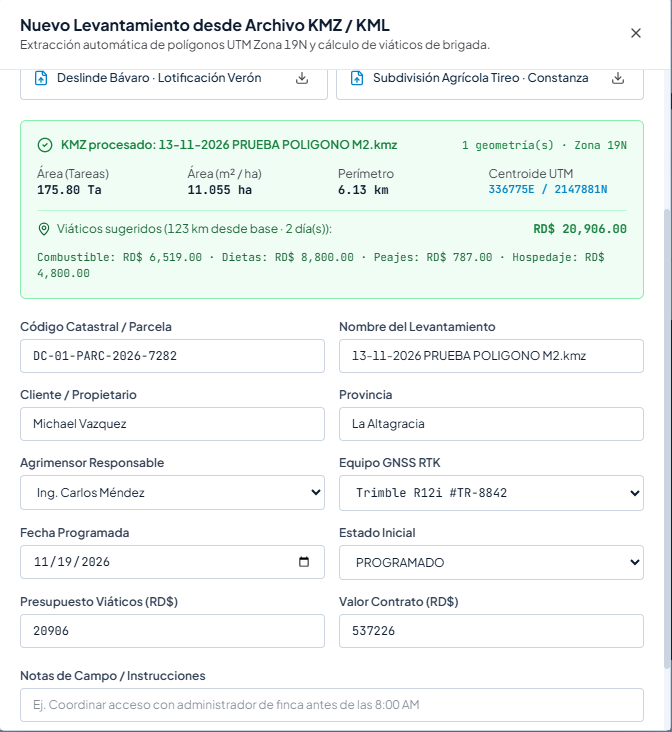 Nuevo Levantamiento desde Archivo KMZ / KML
Extracción automática de polígonos UTM Zona 19N y cálculo de viáticos de brigada.
Deslinde Bávaro · Lotificación Verón
Subdivisión Agrícola Tireo · Constanza
KMZ procesado: 13-11-2026 PRUEBA POLIGONO M2.kmz
1 geometría(s) · Zona 19N
Área (Tareas)
Área (m² / ha)
Perímetro
Centroide UTM
175.80 Ta
11.055 ha
6.13 km
336775E / 2147881N
Viáticos sugeridos (123 km desde base · 2 día(s)):
RD$ 20,906.00
Combustible: RD$ 6,519.00 · Dietas: RD$ 8,800.00 · Peajes: RD$ 787.00 · Hospedaje: RD$
4,800.00
Código Catastral / Parcela
Nombre del Levantamiento
DC-01-PARC-2026-7282
13-11-2026 PRUEBA POLIGONO M2.kmz
Cliente / Propietario
Provincia
Michael Vazquez
La Altagracia
Agrimensor Responsable
Equipo GNSS RTK
Ing. Carlos Méndez
Trimble R12i #TR-8842
Fecha Programada
Estado Inicial
11/19/2026
PROGRAMADO
Presupuesto Viáticos (RD$)
Valor Contrato (RD$)
20906
537226
Notas de Campo / Instrucciones
Ej. Coordinar acceso con administrador de finca antes de las 8:00 AM